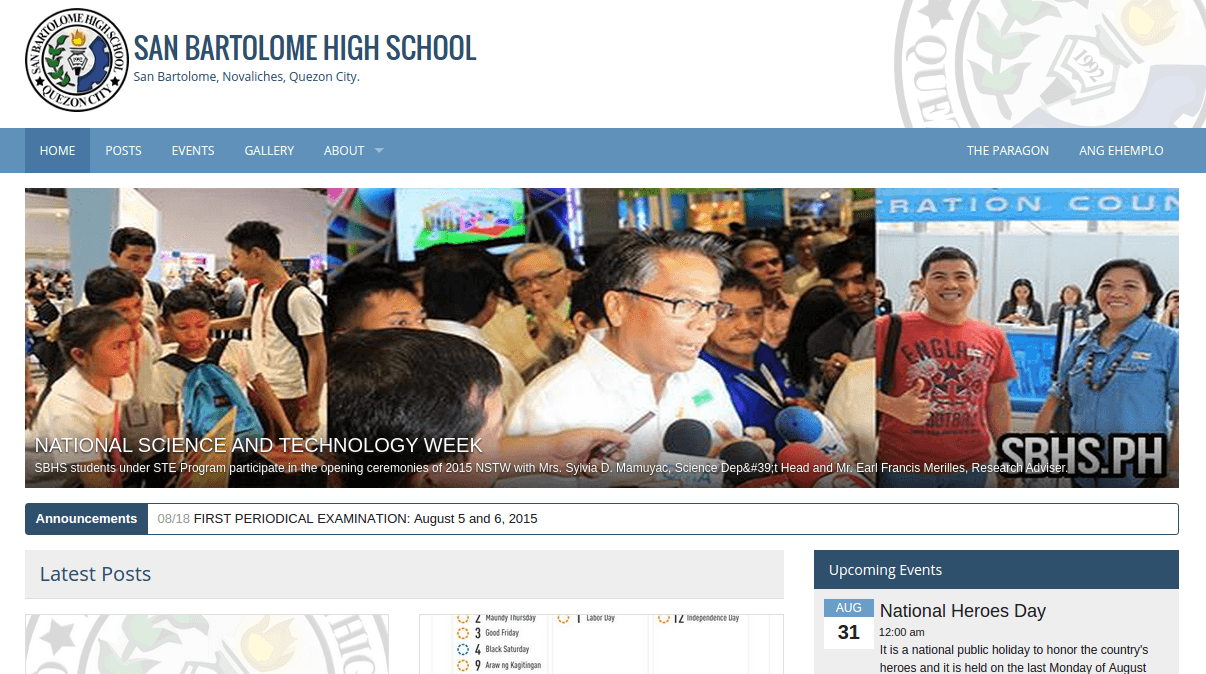 SAN BARTOLOME HIGH SCHOOL
QUEZON CITY
1992
SAN BARTOLOME HIGH SCHOOL
San Bartolome, Novaliches, Quezon City.
1992
HOME
POSTS
EVENTS
GALLERY
ABOUT
THE PARAGON
ANG EHEMPLO
TRATION COUN
ENGLAND
NATIONAL SCIENCE AND TECHNOLOGY WEEK
SBHS students under STE Program participate in the opening ceremonies of 2015 NSTW with Mrs. Sylvia D. Mamuyac, Science Dep&#39;t Head and Mr. Earl Francis Merilles, Research Adviser.
SBHS.PH
Announcements
08/18 FIRST PERIODICAL EXAMINATION: August 5 and 6, 2015
Latest Posts
2 Maundy Thursday
3 Good Friday
4 Black Saturday
9 Araw ng Kagitingan
1 Labor Day
12 Independence Day
Upcoming Events
AUG
31
National Heroes Day
12:00 am
It is a national public holiday to honor the country's
heroes and it is held on the last Monday of August